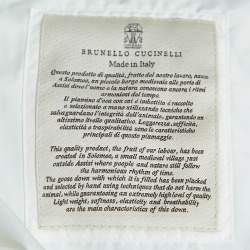 BRUNELLO CUCINELLI
Made in Italy
Questo prodotto di qualità, frutto del nostro lavoro, nasce
a Solomeo, un piccolo borgo medievale alle porte di
Assisi dove l'uomo e la natura conoscono ancora i ritmi
armoniosi del tempo.
Il piumino d'oca con cui è imbottito è raccolto
e selezionato a mano utilizzando tecniche che
salvaguardano l'integrità dell'animale, garantendo un
altissimo livello qualitativo. Leggerezza, sofficità,
elasticità e traspirabilità sono le caratteristiche
principali di questo piumaggio.
This quality product, the fruit of our labour, has been
created in Solomeo, a small medieval village just
outside Assisi where people and nature still follow
the harmonious rhythm of time.
The goose down with which it is filled has been plucked
and selected by hand using techniques that do not harm the
animal, while guaranteeing an extremely high level of quality.
Light weight, softness, elasticity and breathability
are the main characteristics of this down.